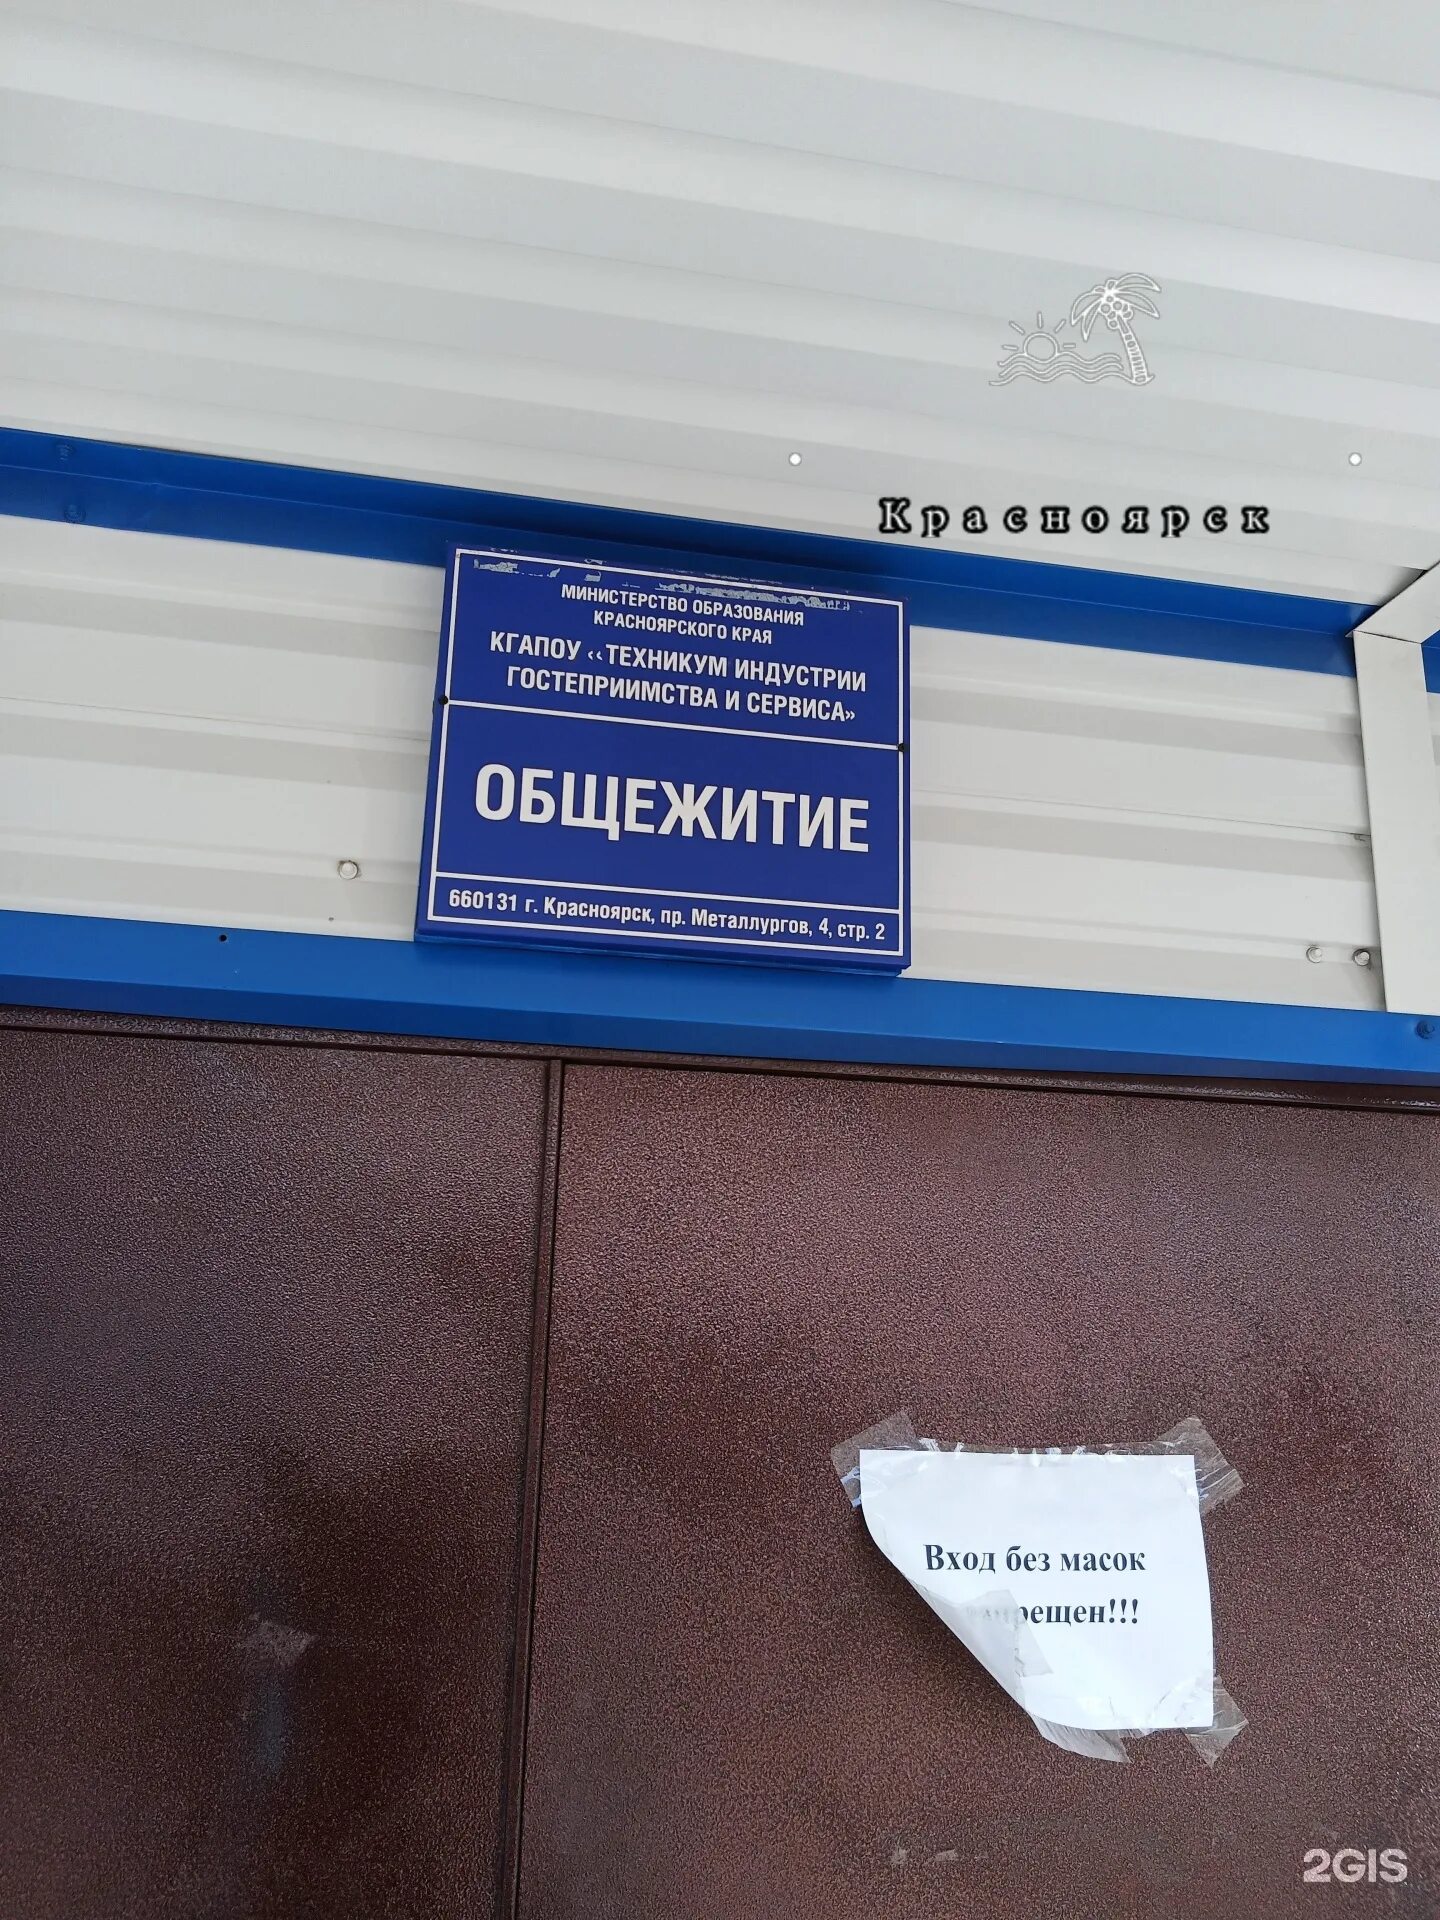 Красноярск
МИНИСТЕРСТВО ОБРАЗОВАНИЯ
КРАСНОЯРСКОГО КРАЯ
КГАПОУ «ТЕХНИКУМ ИНДУСТРИИ
ГОСТЕПРИИМСТВА И СЕРВИСА»
ОБЩЕЖИТИЕ
660131 г. Красноярск, пр. Металлургов, 4, стр. 2
Вход без масок
2GIS